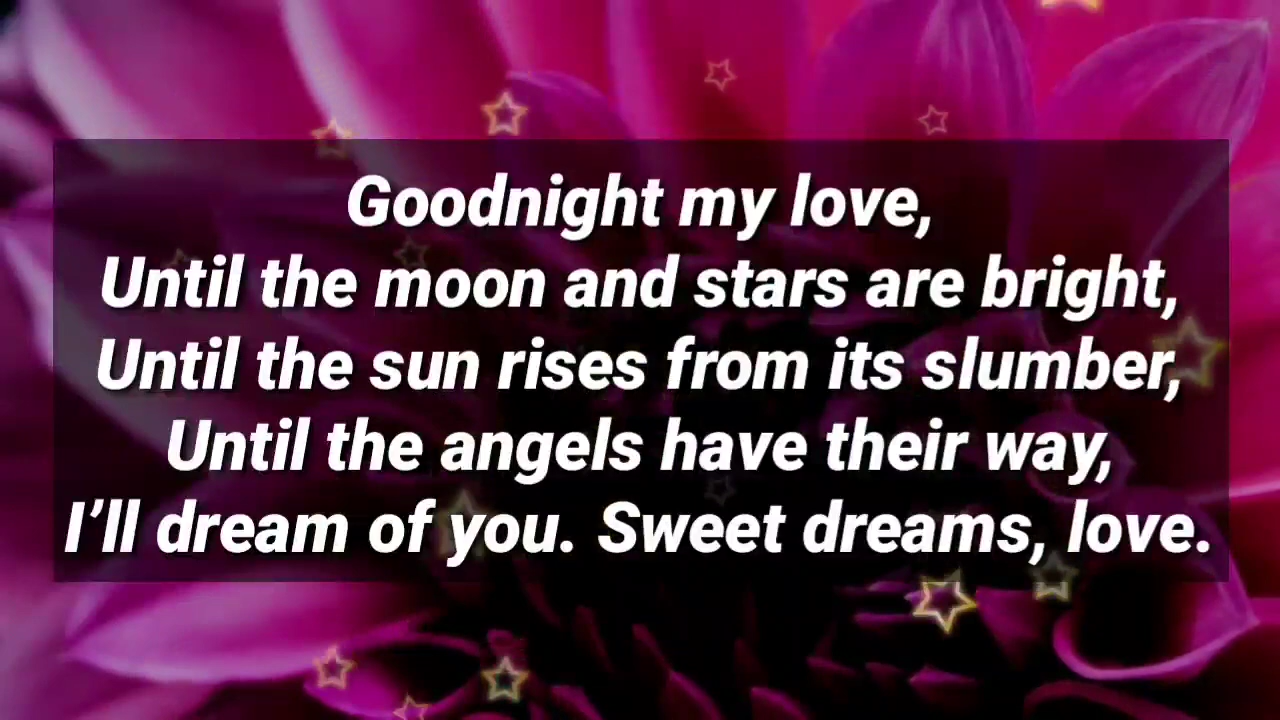 Goodnight my love,
Until the moon and stars are bright,
Until the sun rises from its slumber,
Until the angels have their way,
I’ll dream of you. Sweet dreams, love.